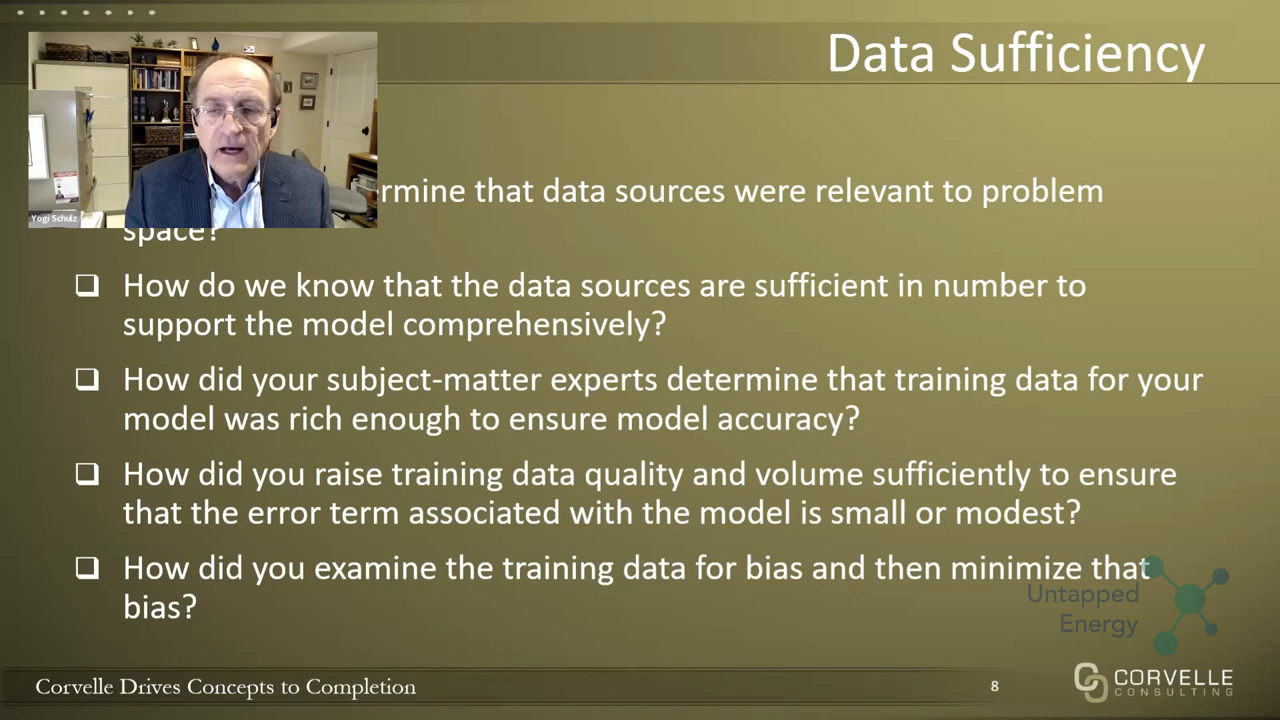 Data Sufficiency
Yogi Schulz
ermine that data sources were relevant to problem
space?
❑ How do we know that the data sources are sufficient in number to
support the model comprehensively?
❑ How did your subject-matter experts determine that training data for your
model was rich enough to ensure model accuracy?
❑ How did you raise training data quality and volume sufficiently to ensure
that the error term associated with the model is small or modest?
❑ How did you examine the training data for bias and then minimize that
bias?
Untapped
Energy
Corvelle Drives Concepts to Completion
8
CORVELLE
CONSULTING